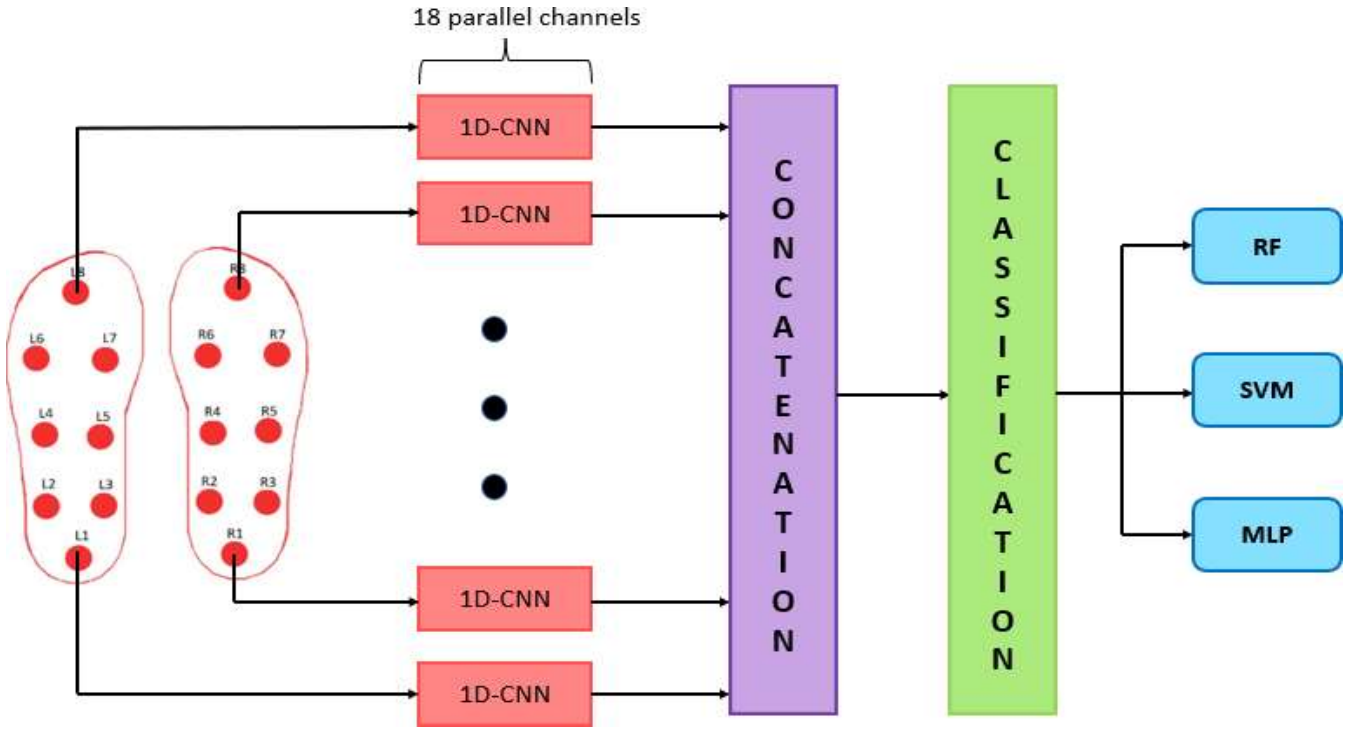 18 parallel channels
1D-CNN
1D-CNN
1D-CNN
1D-CNN
L8
L6
L7
L4
L5
L2
L3
L1
R8
R6
R7
R4
R5
R2
R3
R1
CONCATENATION
CLASSIFICATION
RF
SVM
MLP